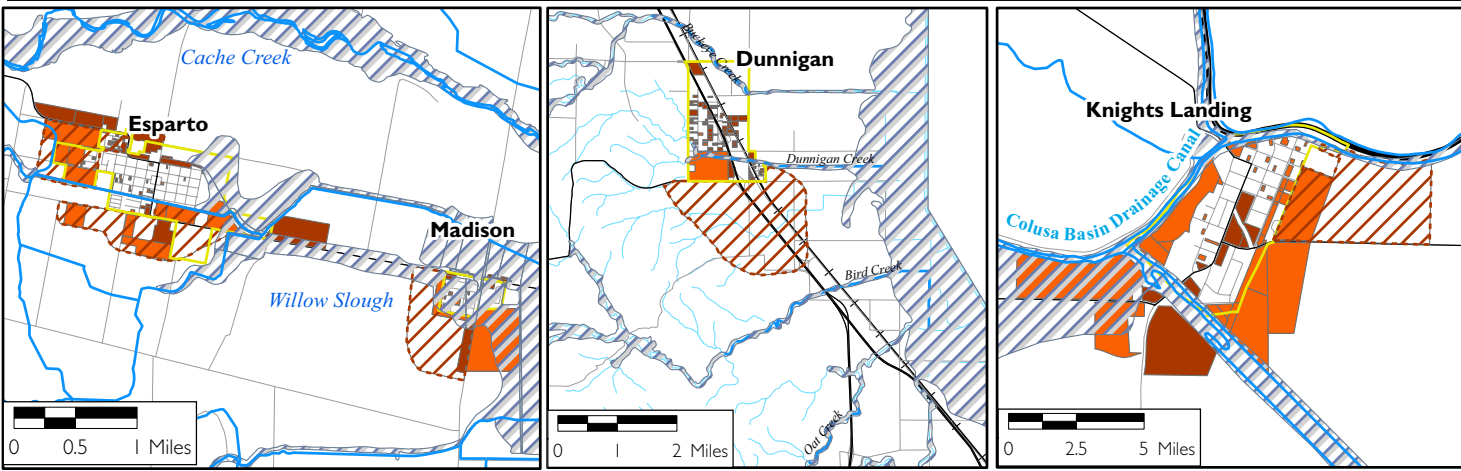 Cache Creek
Esparto
Madison
Willow Slough
0 0.5 1 Miles
Buckeye Creek
Dunnigan
Dunnigan Creek
Bird Creek
Oat Creek
0 1 2 Miles
Knights Landing
Colusa Basin Drainage Canal
0 2.5 5 Miles